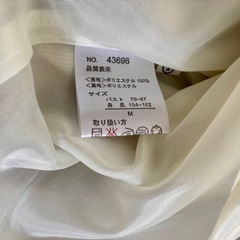 NO. 43696
品質表示
<表地>ポリエステル 100%
<裏地>ポリエステル
サイズ
バスト 79-87
身長 154-162
M
取り扱い方